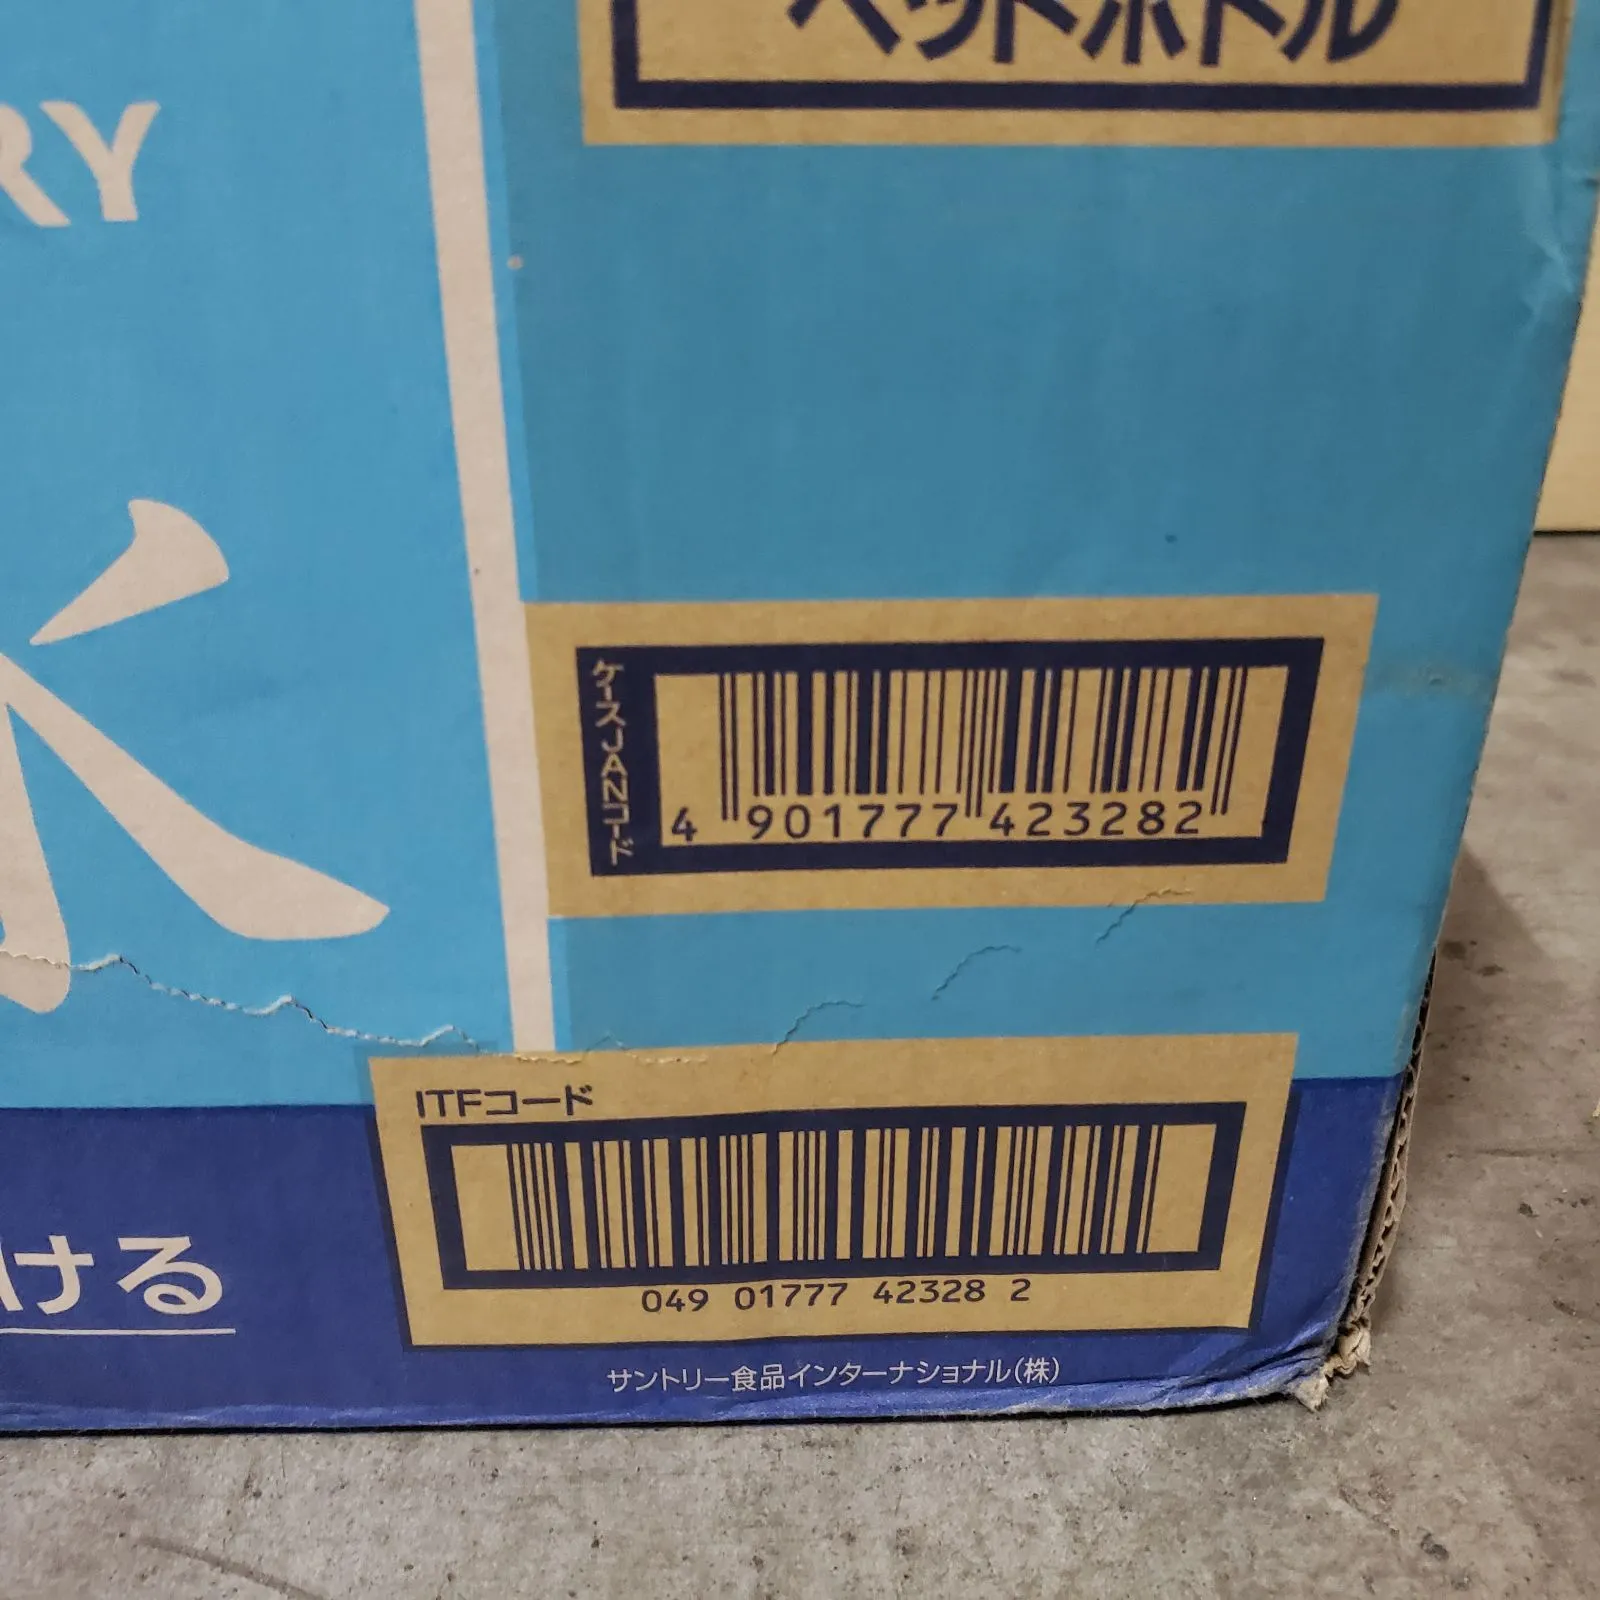 ペットボトル
RY
水
ケースJANコード
4 901777 423282
ITFコード
049 01777 42328 2
ける
サントリー食品インターナショナル(株)